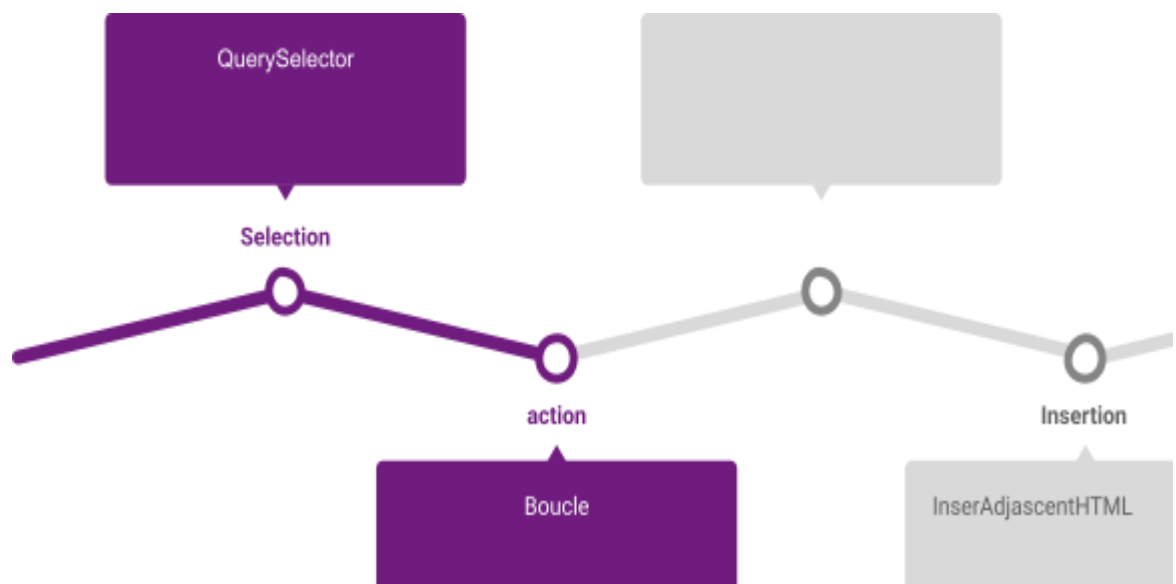 QuerySelector
Selection
action
Insertion
Boucle
InserAdjascentHTML